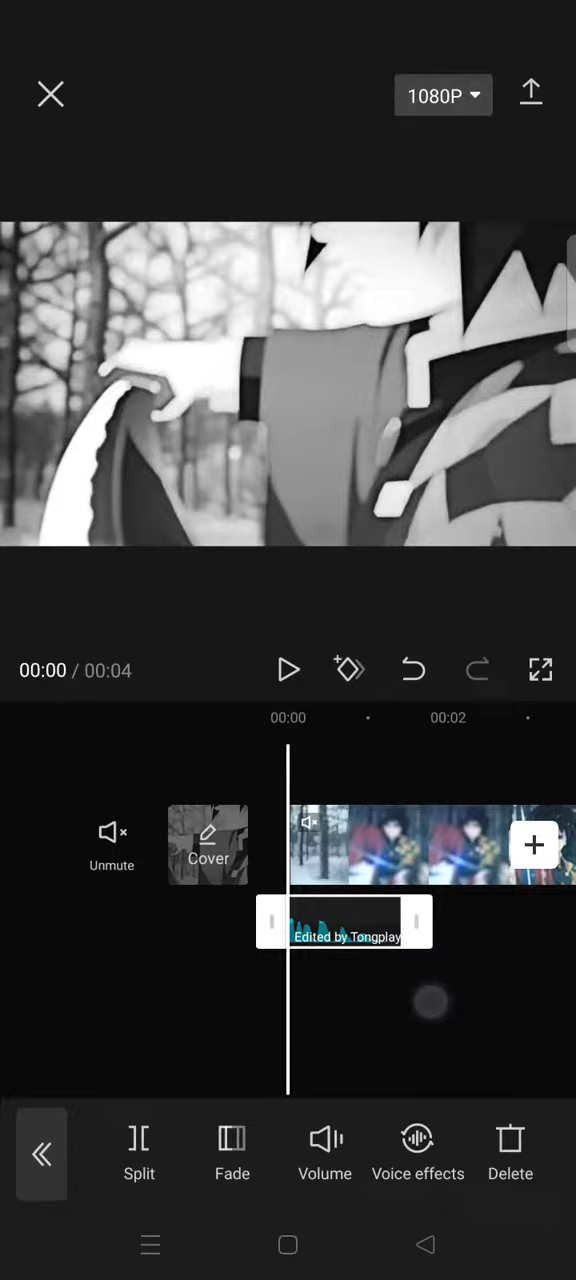 1080P
00:00 / 00:04
00:00
00:02
Unmute
Cover
Edited by Tongplay
Split
Fade
Volume
Voice effects
Delete